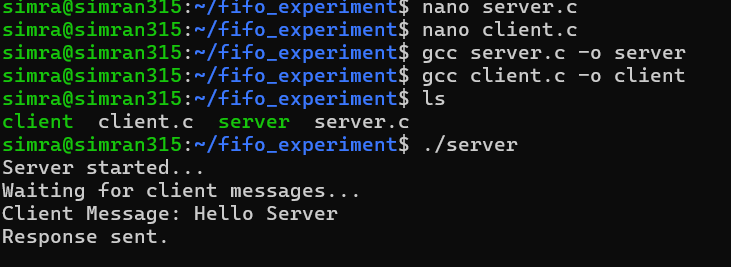 simra@simran315:~/fifo_experiment$ nano server.c
simra@simran315:~/fifo_experiment$ nano client.c
simra@simran315:~/fifo_experiment$ gcc server.c -o server
simra@simran315:~/fifo_experiment$ gcc client.c -o client
simra@simran315:~/fifo_experiment$ ls
client  client.c  server  server.c
simra@simran315:~/fifo_experiment$ ./server
Server started...
Waiting for client messages...
Client Message: Hello Server
Response sent.